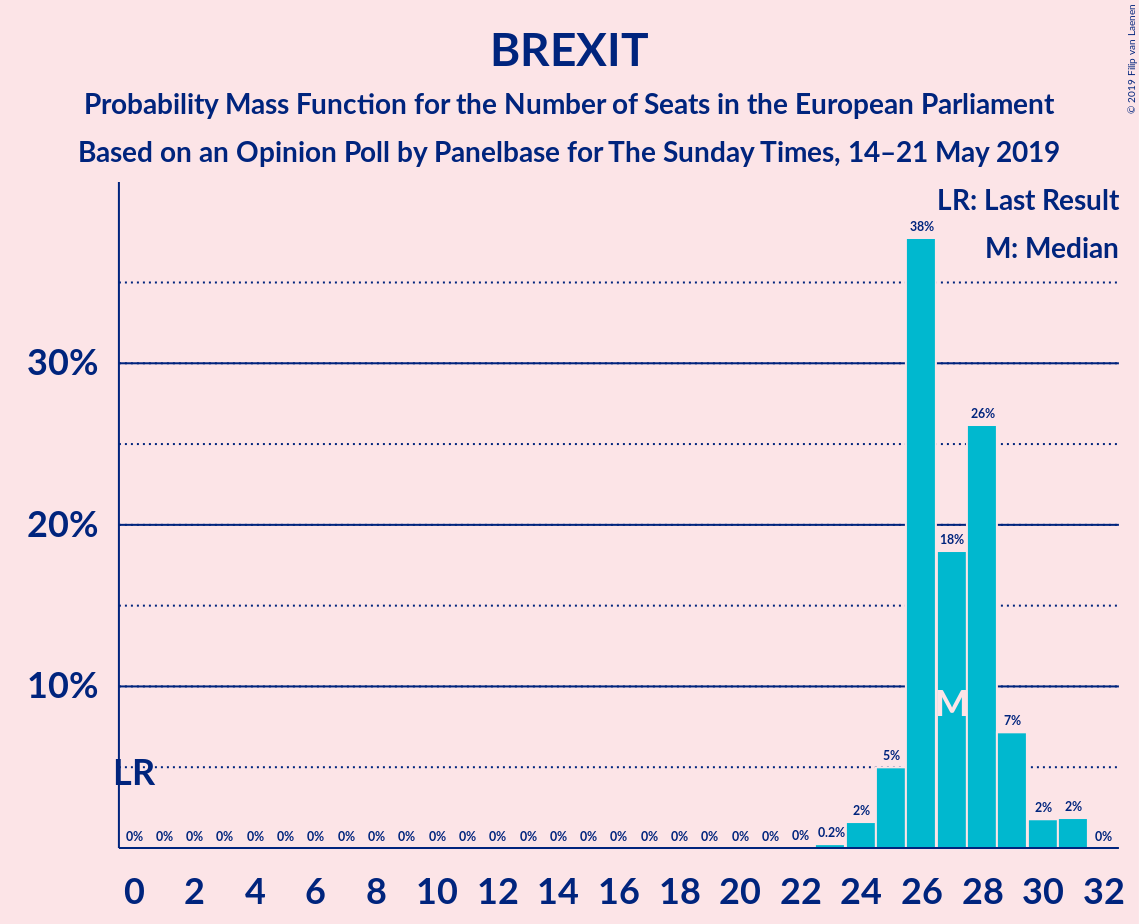 BREXIT
Probability Mass Function for the Number of Seats in the European Parliament
Based on an Opinion Poll by Panelbase for The Sunday Times, 14–21 May 2019
© 2019 Filip van Laenen
LR: Last Result
M: Median
38%
30%
26%
20%
18%
10%
M
7%
5%
LR
2%
2%
2%
0% 0% 0% 0% 0% 0% 0% 0% 0% 0% 0% 0% 0% 0% 0% 0% 0% 0% 0% 0% 0% 0% 0% 0.2% 0%
0 2 4 6 8 10 12 14 16 18 20 22 24 26 28 30 32